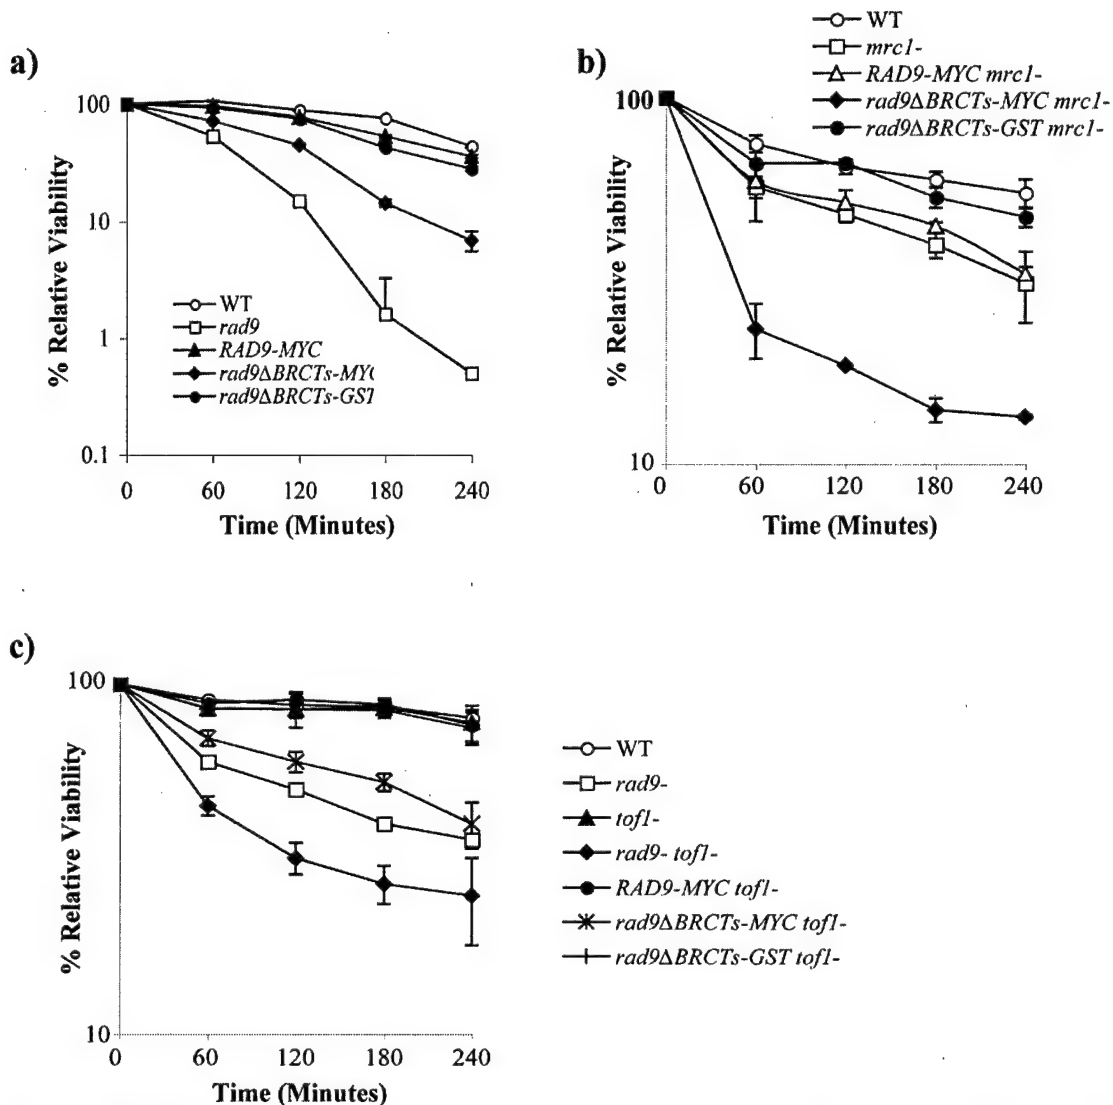 a)
100
10
1
0.1
% Relative Viability
WT
rad9
RAD9-MYC
rad9ΔBRCTs-MY(
rad9ΔBRCTs-GST
0 60 120 180 240
Time (Minutes)
b)
WT
mrc1-
RAD9-MYC mrc1-
rad9ΔBRCTs-MYC mrc1-
rad9ΔBRCTs-GST mrc1-
100
10
% Relative Viability
0 60 120 180 240
Time (Minutes)
c)
100
10
% Relative Viability
0 60 120 180 240
Time (Minutes)
WT
rad9-
tof1-
rad9- tof1-
RAD9-MYC tof1-
rad9ΔBRCTs-MYC tof1-
rad9ΔBRCTs-GST tof1-